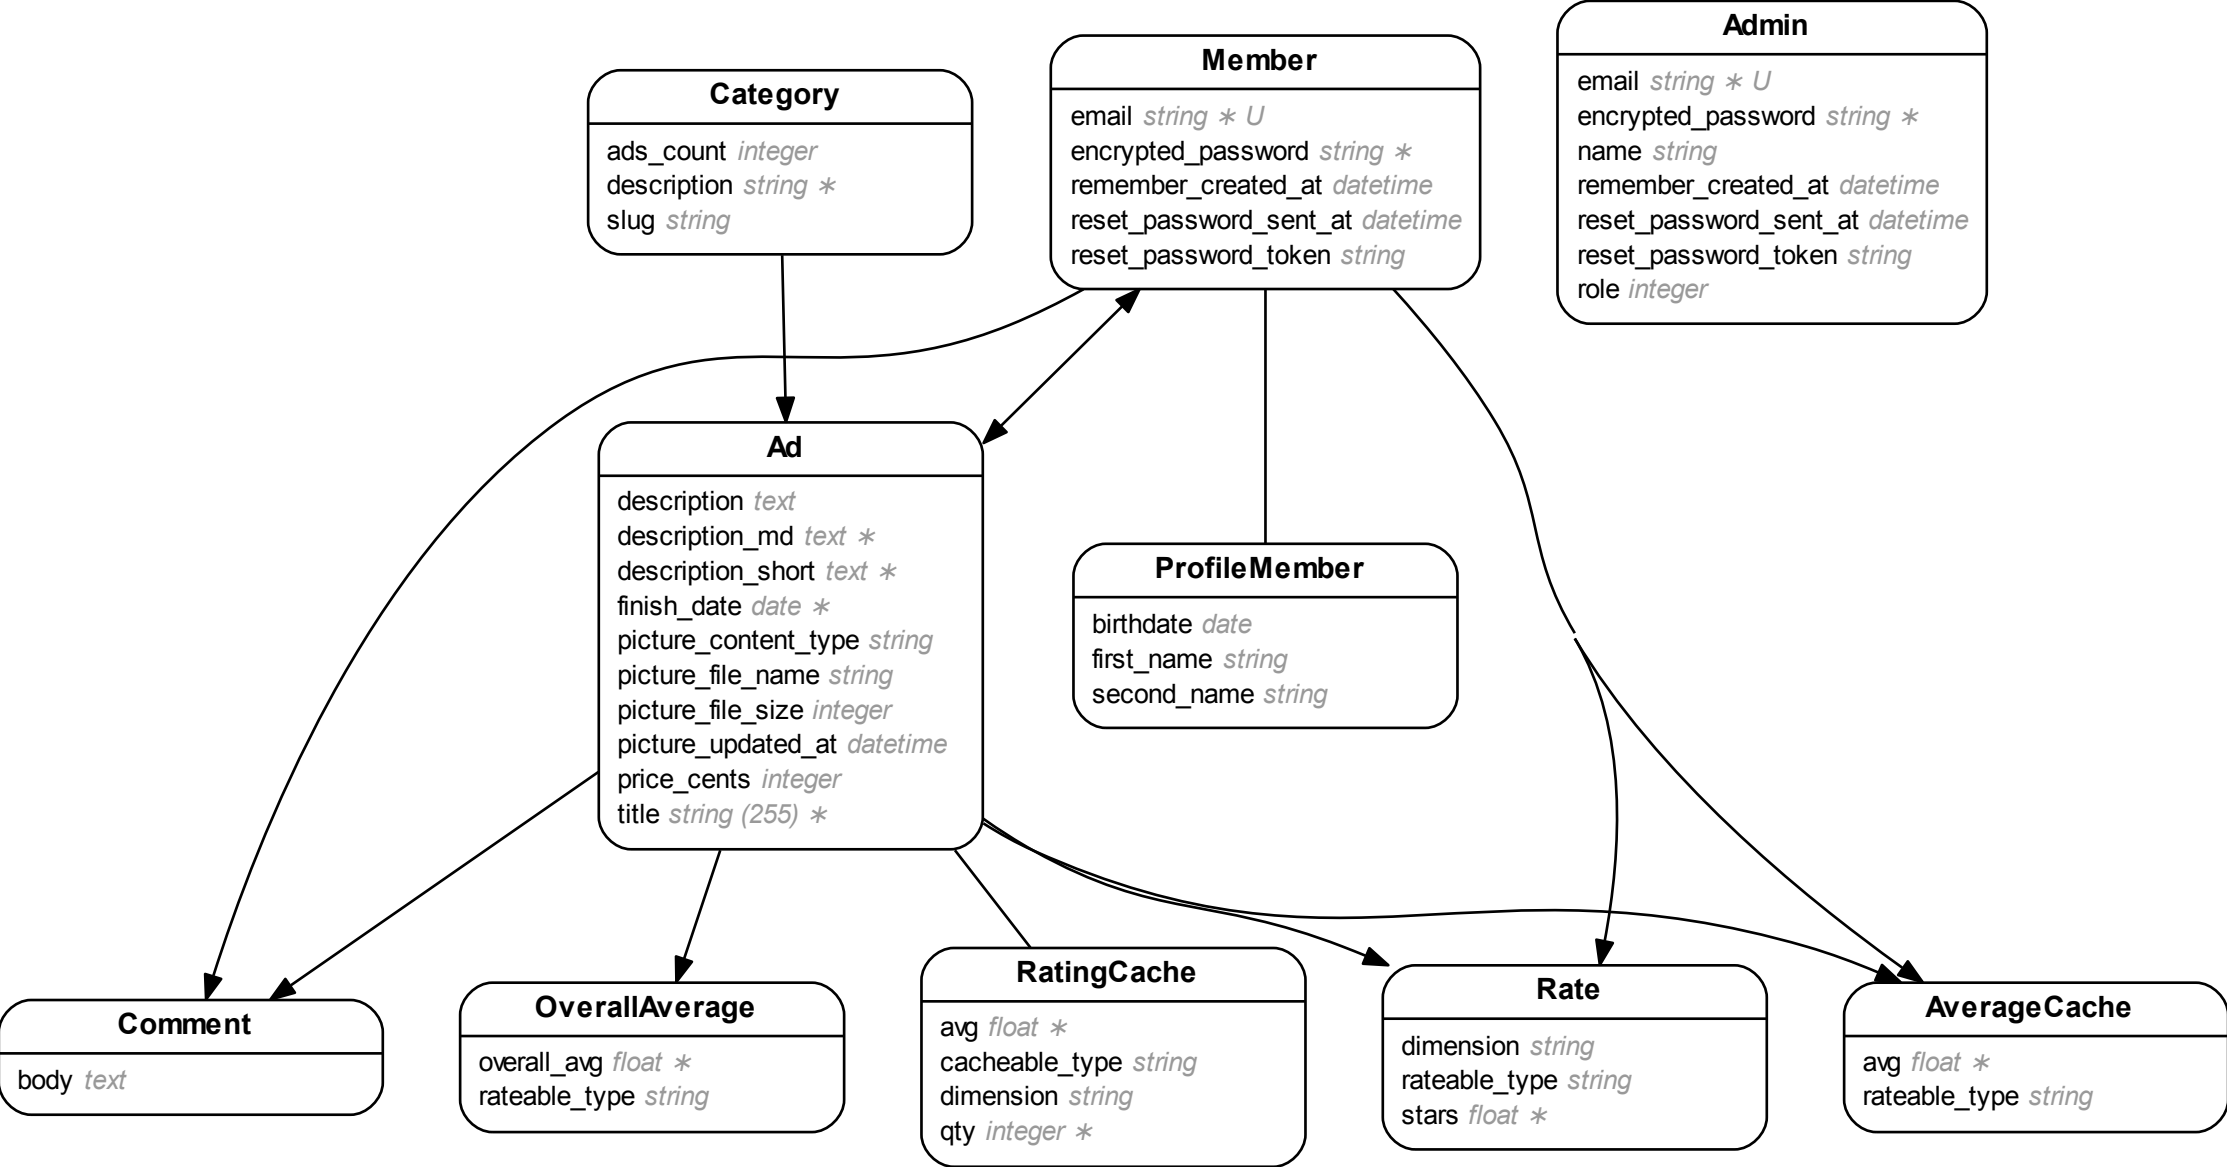 Category
ads_count integer
description string ∗
slug string
Member
email string ∗ U
encrypted_password string ∗
remember_created_at datetime
reset_password_sent_at datetime
reset_password_token string
Admin
email string ∗ U
encrypted_password string ∗
name string
remember_created_at datetime
reset_password_sent_at datetime
reset_password_token string
role integer
Ad
description text
description_md text ∗
description_short text ∗
finish_date date ∗
picture_content_type string
picture_file_name string
picture_file_size integer
picture_updated_at datetime
price_cents integer
title string (255) ∗
ProfileMember
birthdate date
first_name string
second_name string
Comment
body text
OverallAverage
overall_avg float ∗
rateable_type string
RatingCache
avg float ∗
cacheable_type string
dimension string
qty integer ∗
Rate
dimension string
rateable_type string
stars float ∗
AverageCache
avg float ∗
rateable_type string